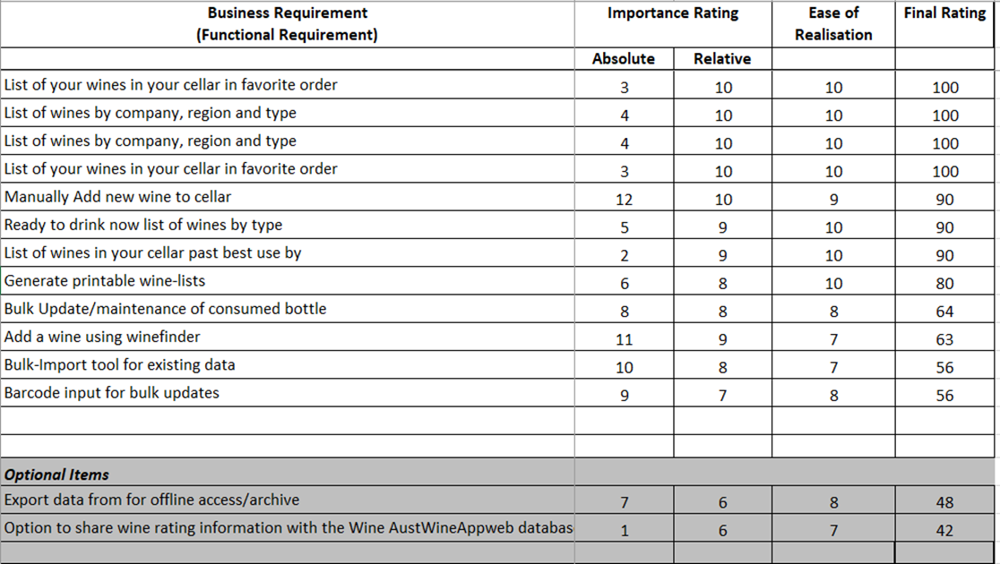 Business Requirement Importance Rating Ease of Final Rating
(Functional Requirement) Realisation
Absolute Relative
List of your wines in your cellar in favorite order 3 10 10 100
List of wines by company, region and type 4 10 10 100
List of wines by company, region and type 4 10 10 100
List of your wines in your cellar in favorite order 3 10 10 100
Manually Add new wine to cellar 12 10 9 90
Ready to drink now list of wines by type 5 9 10 90
List of wines in your cellar past best use by 2 9 10 90
Generate printable wine-lists 6 8 10 80
Bulk Update/maintenance of consumed bottle 8 8 8 64
Add a wine using winefinder 11 9 7 63
Bulk-Import tool for existing data 10 8 7 56
Barcode input for bulk updates 9 7 8 56
Optional Items
Export data from for offline access/archive 7 6 8 48
Option to share wine rating information with the Wine AustWineAppweb databas 1 6 7 42